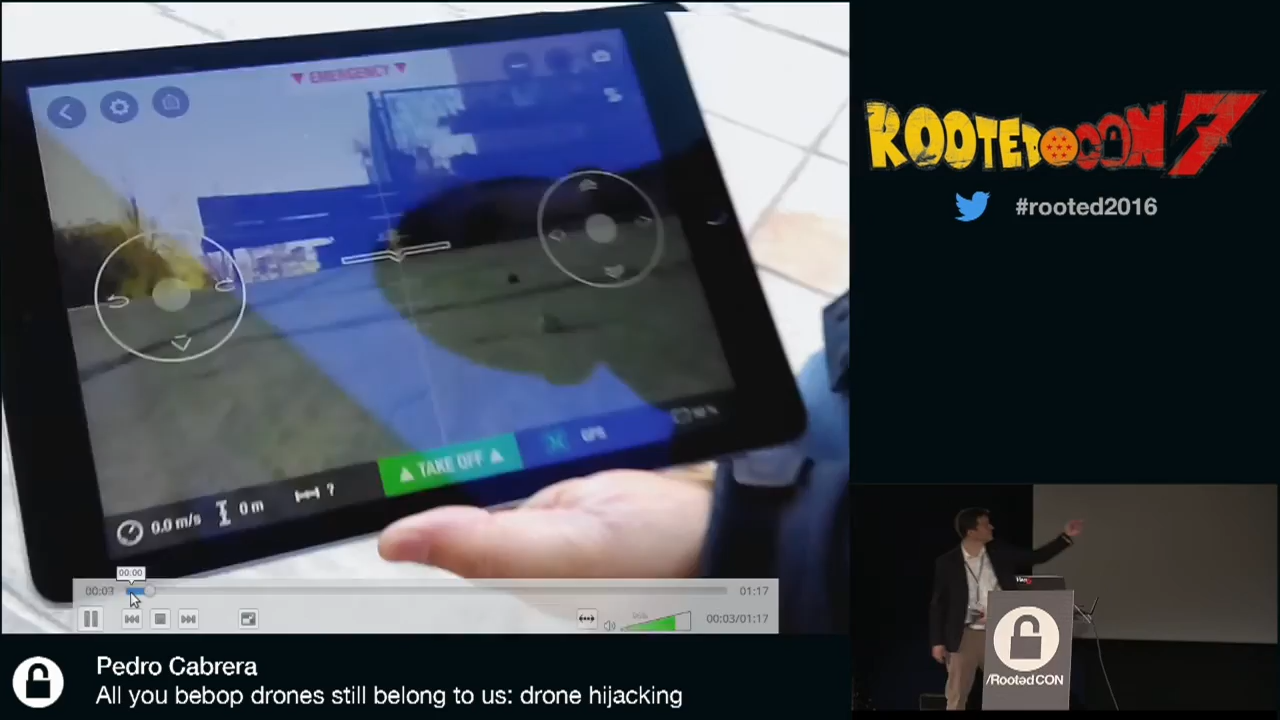 EMERGENCY
TAKE OFF
GPS
0.0 m/s
0 m
?
00:00
00:03
01:17
00:03/01:17
ROOTEDCON 7
#rooted2016
/RootedCON
Pedro Cabrera
All you bebop drones still belong to us: drone hijacking